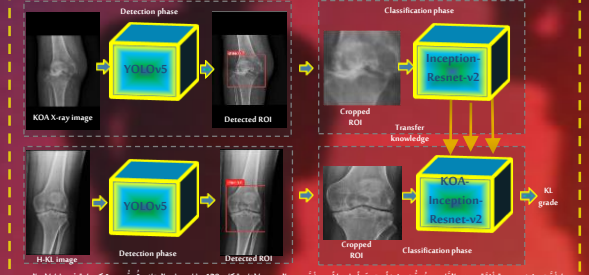 Detection phase
Classification phase
YOLOv5
Inception-
Resnet-v2
KOA X-ray image
Detected ROI
Cropped
ROI
Transfer
knowledge
YOLOv5
KOA-
Inception-
Resnet-v2
KL
grade
H-KL image
Detection phase
Detected ROI
Cropped
ROI
Classification phase